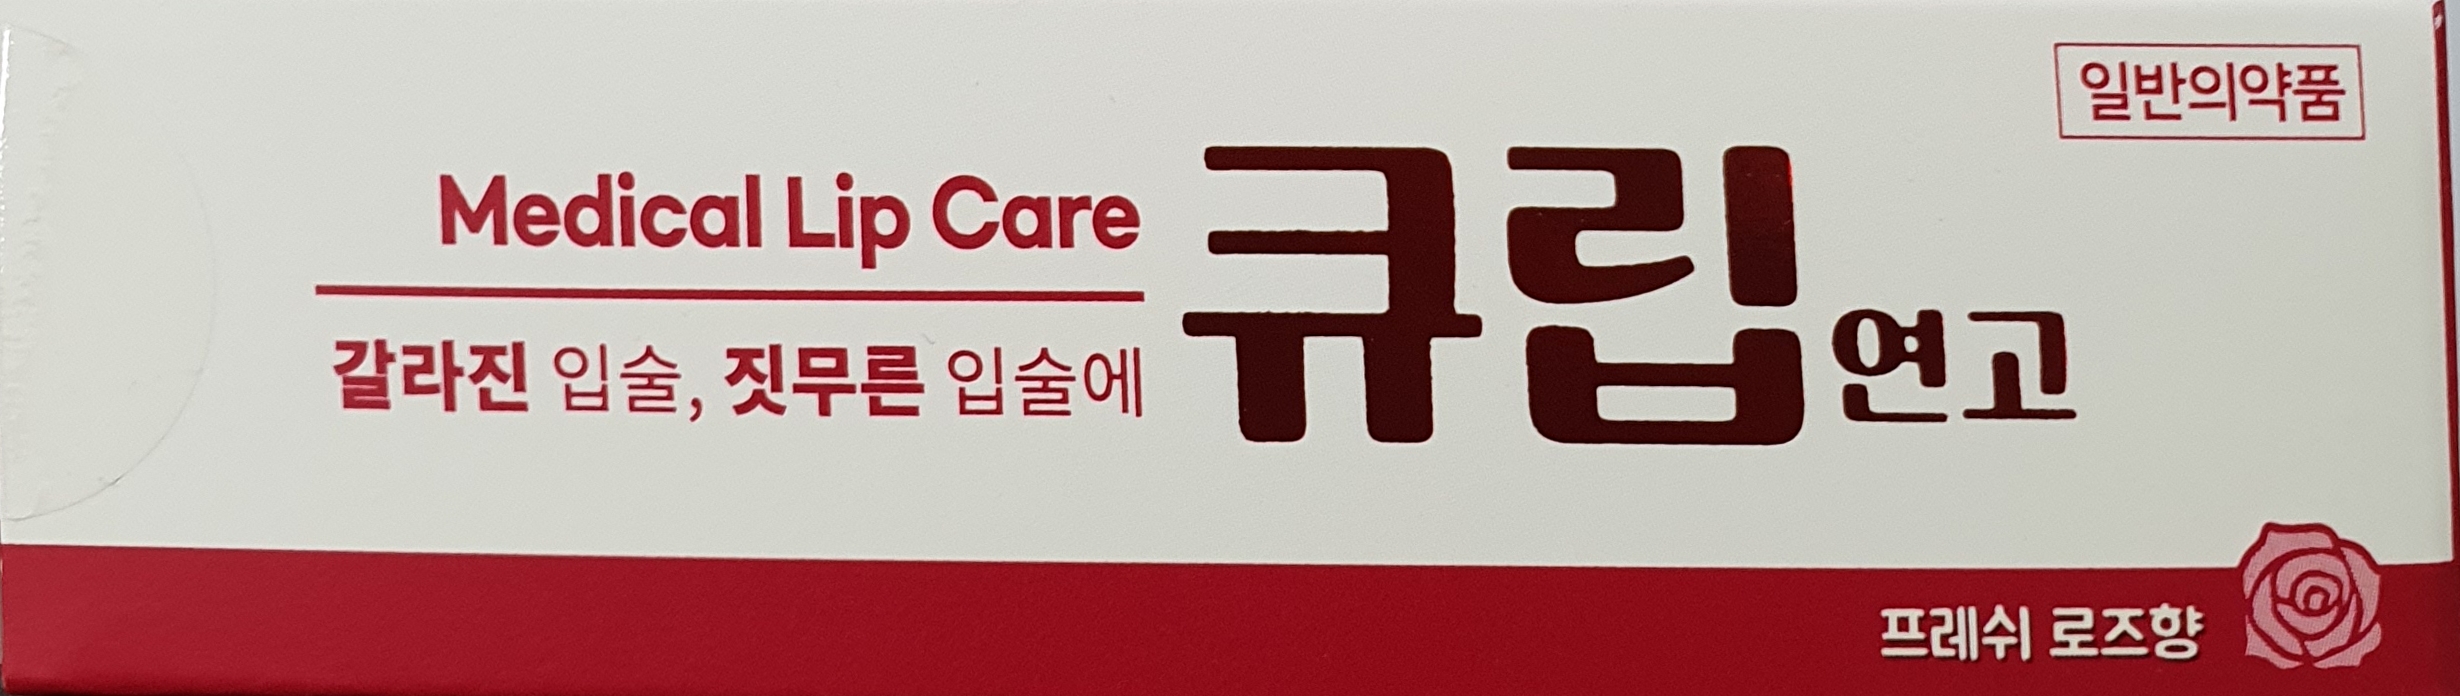 일반의약품
Medical Lip Care
갈라진 입술, 짓무른 입술에
큐립연고
프레쉬 로즈향